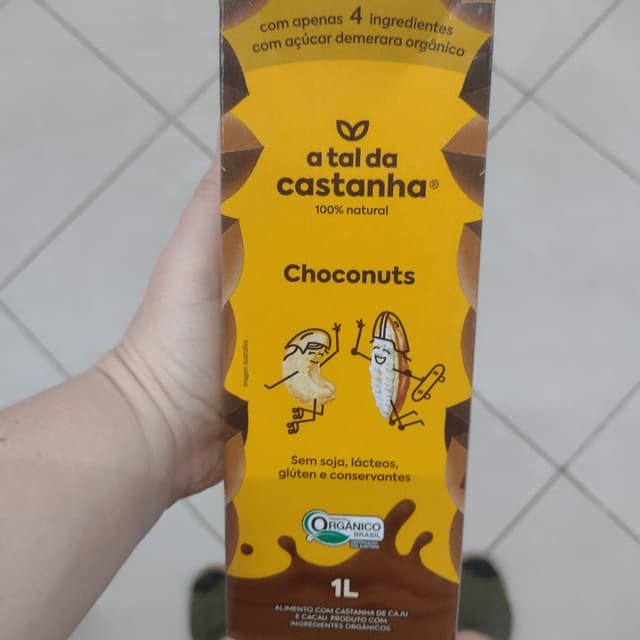 com apenas 4 ingredientes
com açúcar demerara orgânico
a tal da
castanha®
100% natural
Choconuts
Imagem ilustrativa
Sem soja, lácteos,
glúten e conservantes
ORGÂNICO
BRASIL
1L
ALIMENTO COM CASTANHA DE CAJU
E CACAU PRODUTO COM
INGREDIENTES ORGÂNICOS